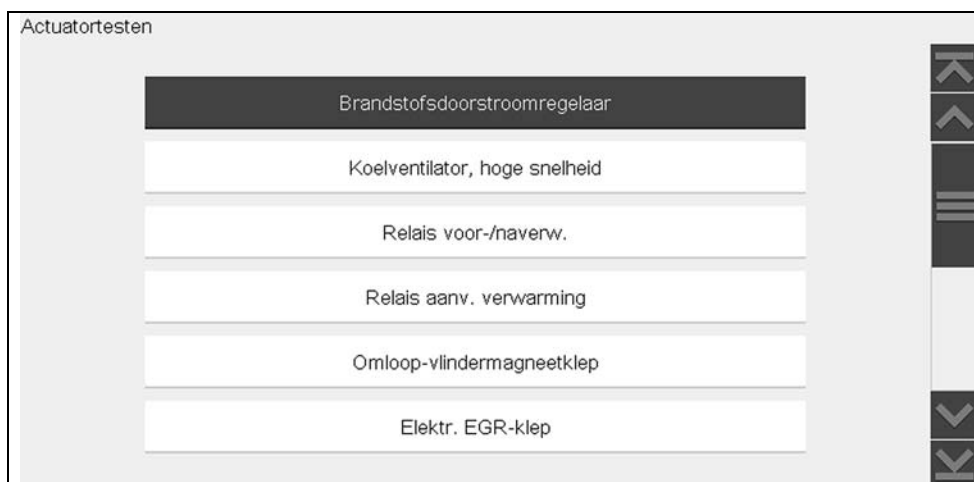 Actuatortesten
Brandstofsdoorstroomregelaar
Koelventilator, hoge snelheid
Relais voor-/naverw.
Relais aanv. verwarming
Omloop-vlindermagneetklep
Elektr. EGR-klep